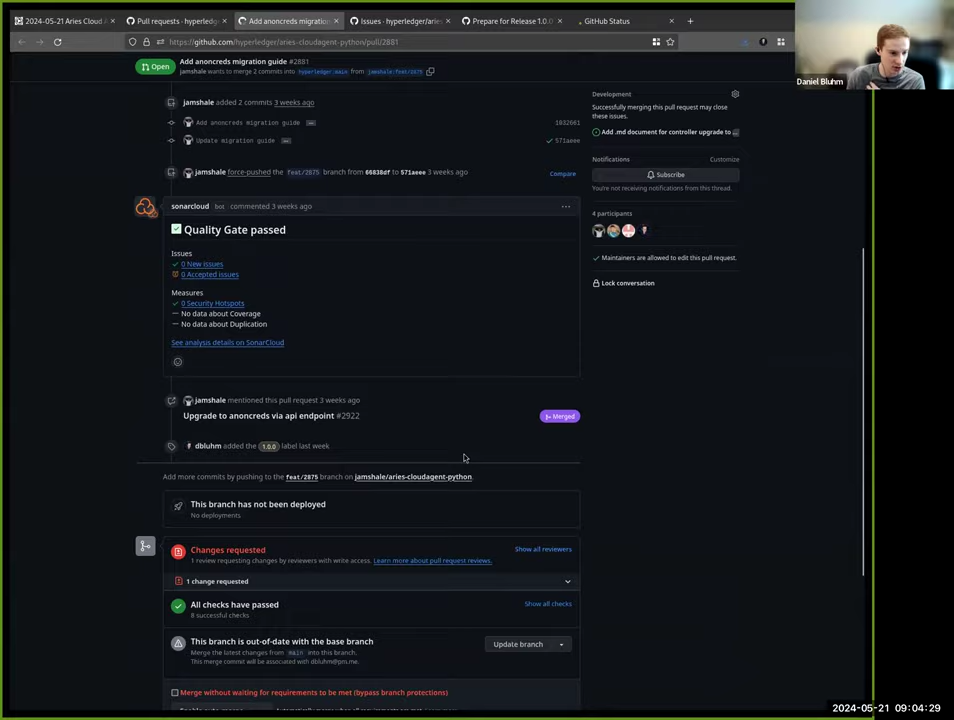 2024-05-21 Aries Cloud A
Pull requests · hyperledg
Add anoncreds migration
Issues · hyperledger/aries
Prepare for Release 1.0.0
GitHub Status
https://github.com/hyperledger/aries-cloudagent-python/pull/2881
Daniel Bluhm
Open
Add anoncreds migration guide #2881
jamshale wants to merge 2 commits into hyperledger:main from jamshale:feat/2875
jamshale added 2 commits 3 weeks ago
Add anoncreds migration guide
1032661
Update migration guide
571aeee
jamshale force-pushed the feat/2875 branch from 66838df to 571aeee 3 weeks ago
Compare
sonarcloud bot commented 3 weeks ago
Quality Gate passed
Issues
0 New issues
0 Accepted issues
Measures
0 Security Hotspots
No data about Coverage
No data about Duplication
See analysis details on SonarCloud
jamshale mentioned this pull request 3 weeks ago
Upgrade to anoncreds via api endpoint #2922
Merged
dbluhm added the 1.0.0 label last week
Add more commits by pushing to the feat/2875 branch on jamshale/aries-cloudagent-python.
This branch has not been deployed
No deployments
Changes requested
1 review requesting changes by reviewers with write access. Learn more about pull request reviews.
Show all reviewers
1 change requested
All checks have passed
8 successful checks
Show all checks
This branch is out-of-date with the base branch
Merge the latest changes from main into this branch.
This merge commit will be associated with dbluhm@pm.me.
Update branch
Merge without waiting for requirements to be met (bypass branch protections)
Development
Successfully merging this pull request may close
these issues.
Add .md document for controller upgrade to ...
Notifications
Customize
Subscribe
You're not receiving notifications from this thread.
4 participants
Maintainers are allowed to edit this pull request.
Lock conversation
2024-05-21 09:04:29